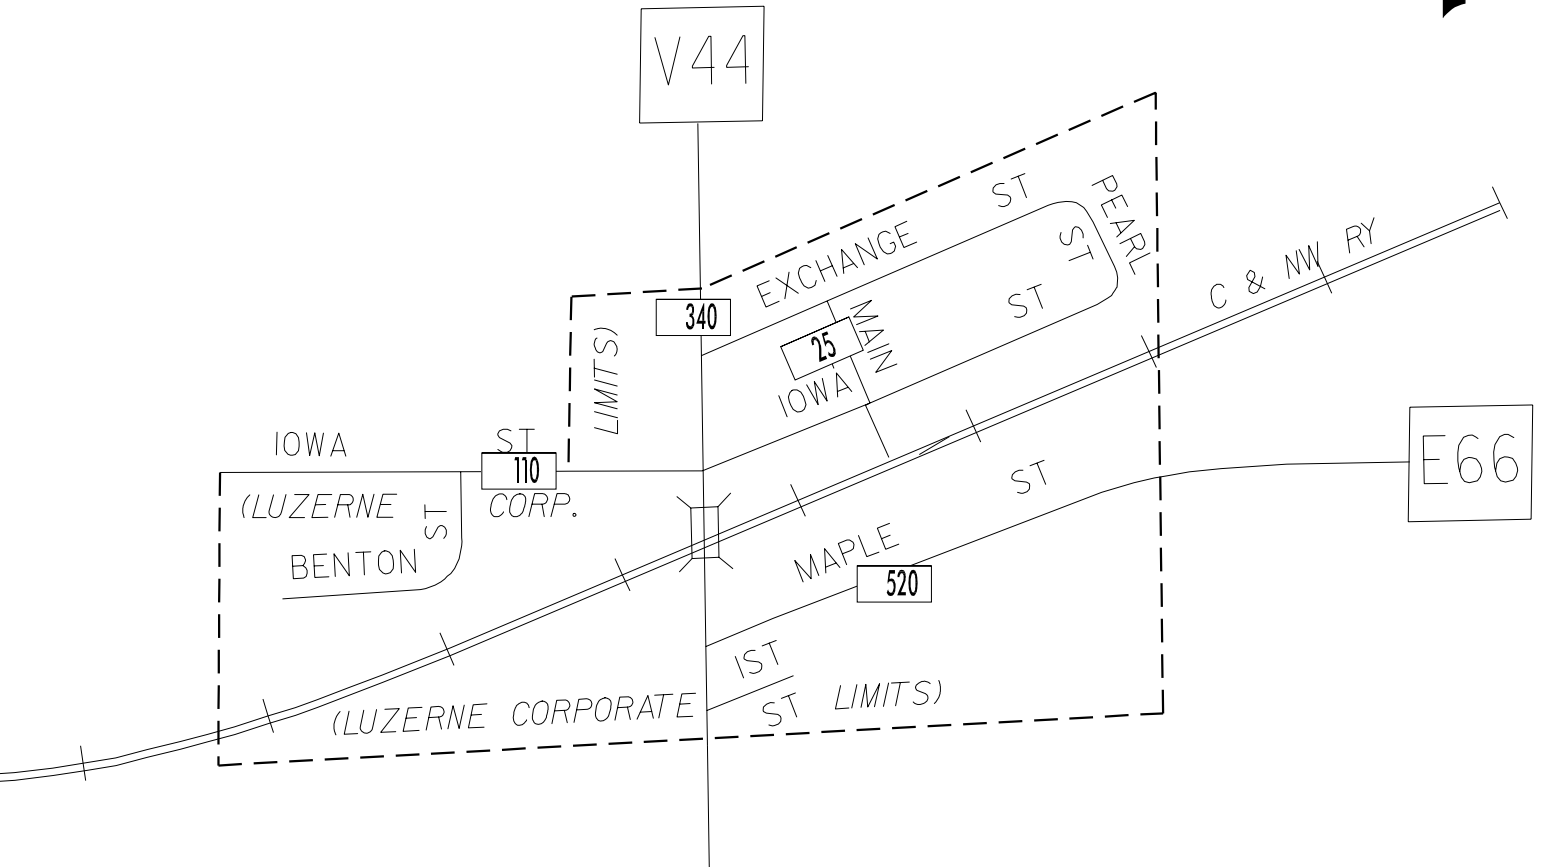 V44
EXCHANGE ST
PEARL ST
C & NW RY
340
LIMITS)
MAIN
25
IOWA ST
IOWA ST
110
(LUZERNE CORP.
BENTON ST
E66
MAPLE ST
520
1ST ST
(LUZERNE CORPORATE LIMITS)